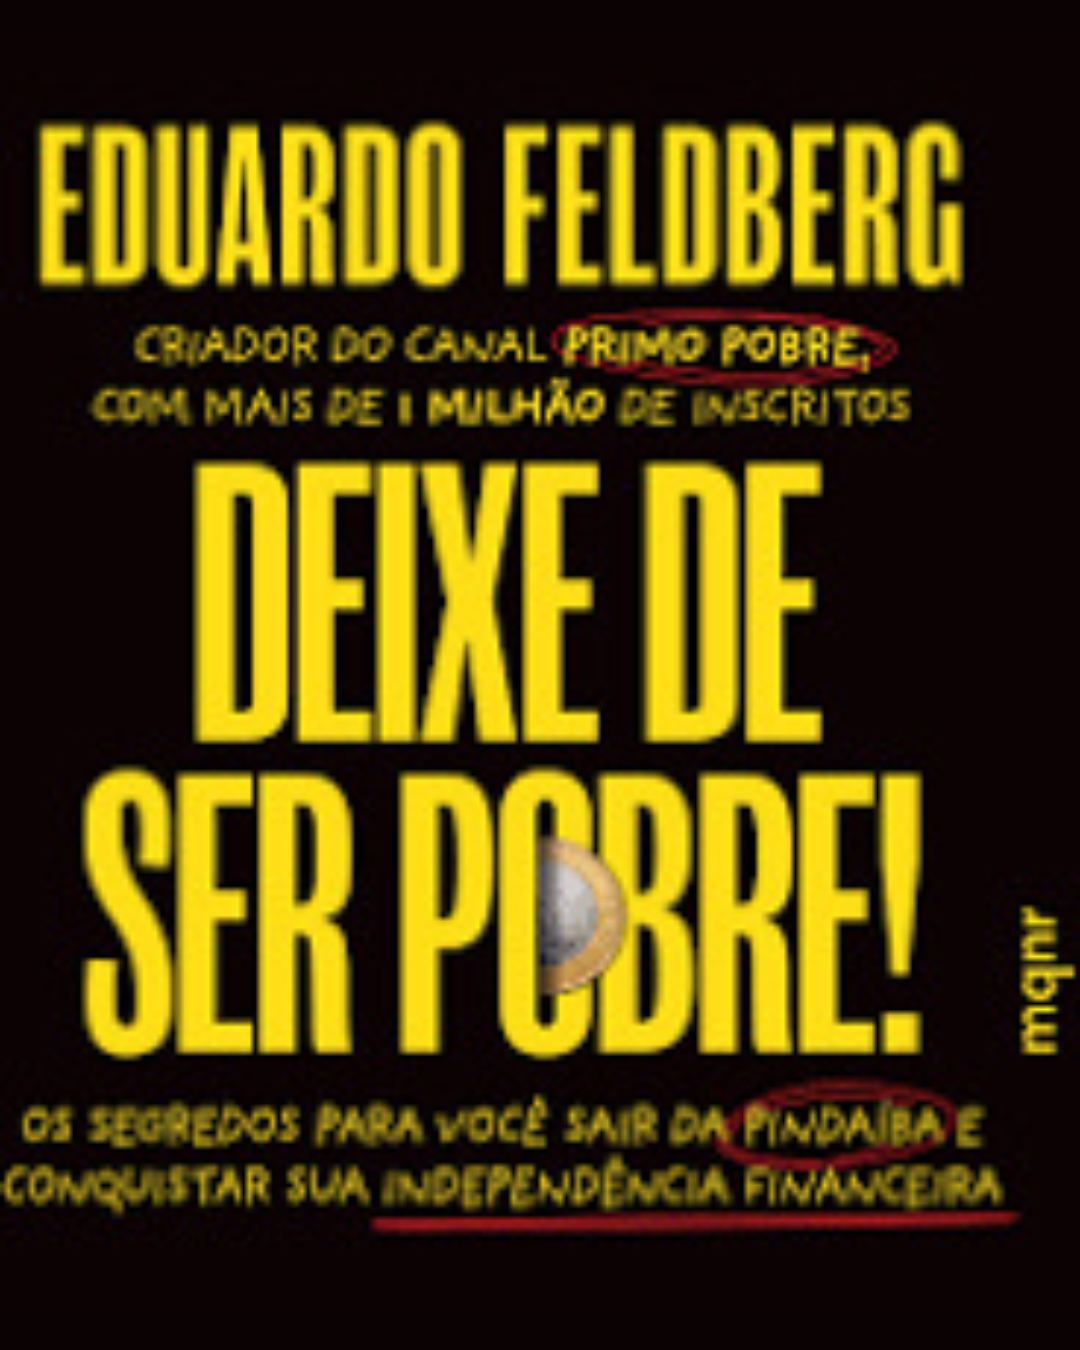 EDUARDO FELDBERG
CRIADOR DO CANAL PRIMO POBRE,
COM MAIS DE 1 MILHÃO DE INSCRITOS
DEIXE DE
SER POBRE!
mqnr
OS SEGREDOS PARA VOCÊ SAIR DA PINDAÍBA E
CONQUISTAR SUA INDEPENDÊNCIA FINANCEIRA